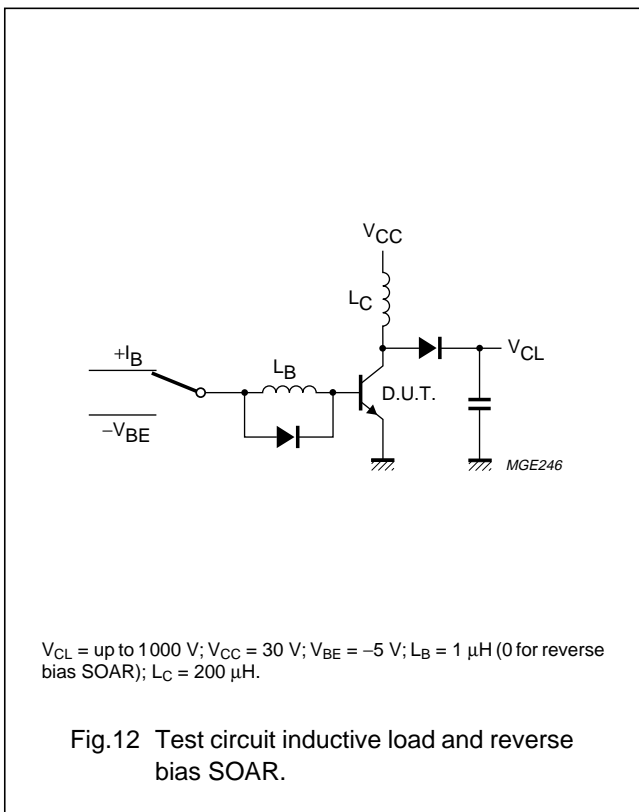 V_CC
L_C
+I_B
L_B
V_CL
D.U.T.
−V_BE
MGE246
V_CL = up to 1000 V; V_CC = 30 V; V_BE = −5 V; L_B = 1 μH (0 for reverse
bias SOAR); L_C = 200 μH.
Fig.12 Test circuit inductive load and reverse
bias SOAR.